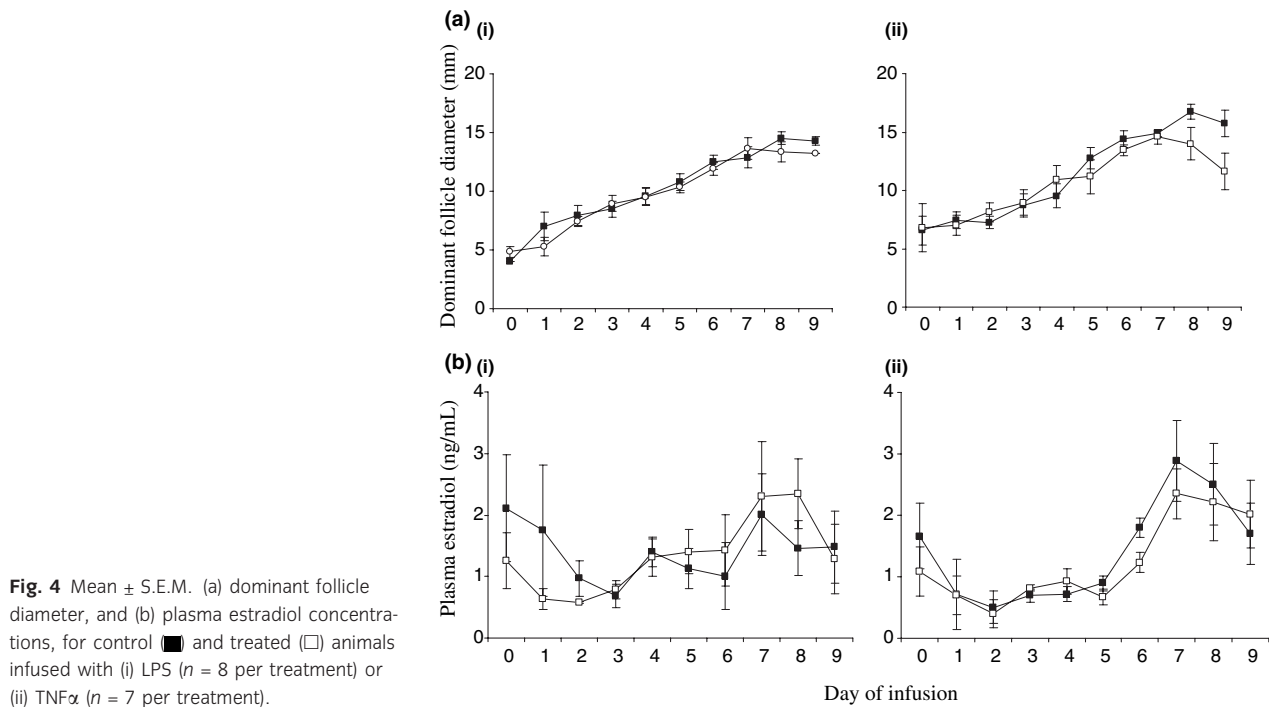 (a) (i)
(ii)
Dominant follicle diameter (mm)
20
15
10
5
0
0 1 2 3 4 5 6 7 8 9
20
15
10
5
0
0 1 2 3 4 5 6 7 8 9
(b) (i)
(ii)
Plasma estradiol (ng/mL)
4
3
2
1
0
0 1 2 3 4 5 6 7 8 9
4
3
2
1
0
0 1 2 3 4 5 6 7 8 9
Day of infusion
Fig. 4 Mean ± S.E.M. (a) dominant follicle
diameter, and (b) plasma estradiol concentra-
tions, for control (■) and treated (□) animals
infused with (i) LPS (n = 8 per treatment) or
(ii) TNFα (n = 7 per treatment).